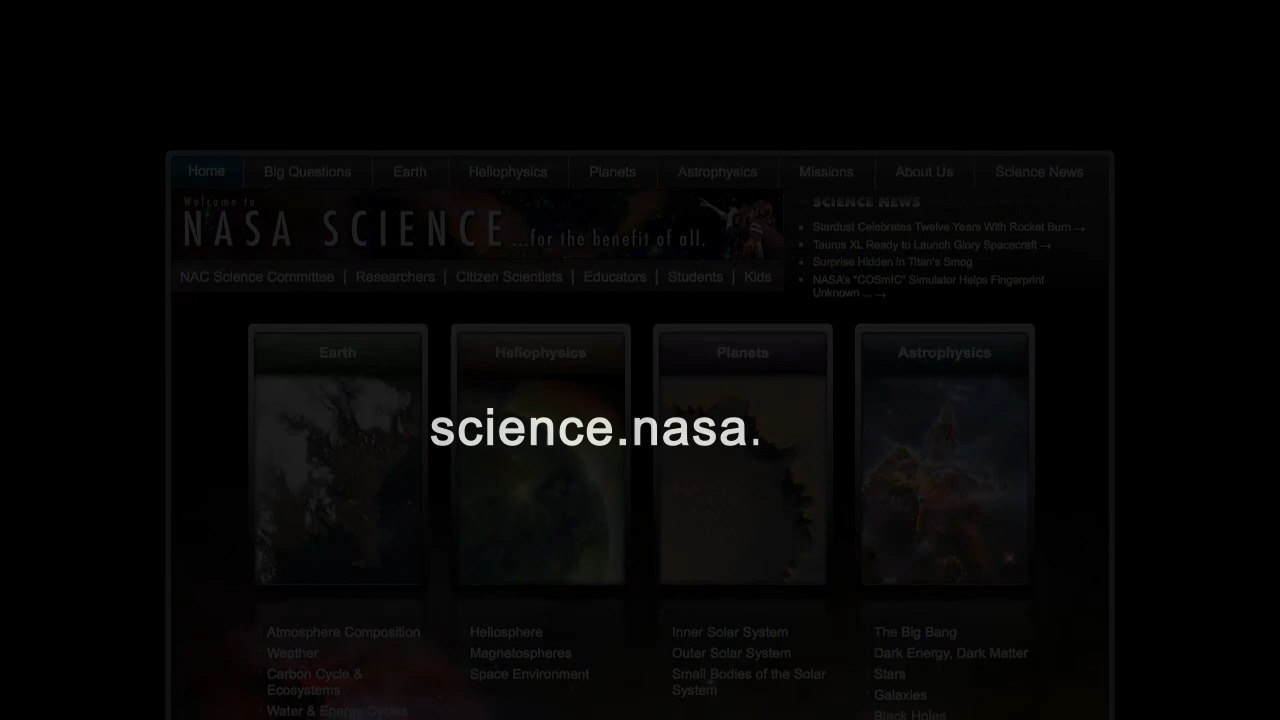 Home Big Questions Earth Heliophysics Planets Astrophysics Missions About Us Science News
Welcome to
NASA SCIENCE ...for the benefit of all.
NAC Science Committee | Researchers | Citizen Scientists | Educators | Students | Kids
SCIENCE NEWS
Stardust Celebrates Twelve Years With Rocket Burn →
Taurus XL Ready to Launch Glory Spacecraft →
Surprise Hidden in Titan's Smog
NASA's "COSmIC" Simulator Helps Fingerprint
Unknown ... →
Earth Heliophysics Planets Astrophysics
science.nasa.
Atmosphere Composition
Weather
Carbon Cycle &
Ecosystems
Water & Energy Cycles
Heliosphere
Magnetospheres
Space Environment
Inner Solar System
Outer Solar System
Small Bodies of the Solar
System
The Big Bang
Dark Energy, Dark Matter
Stars
Galaxies
Black Holes